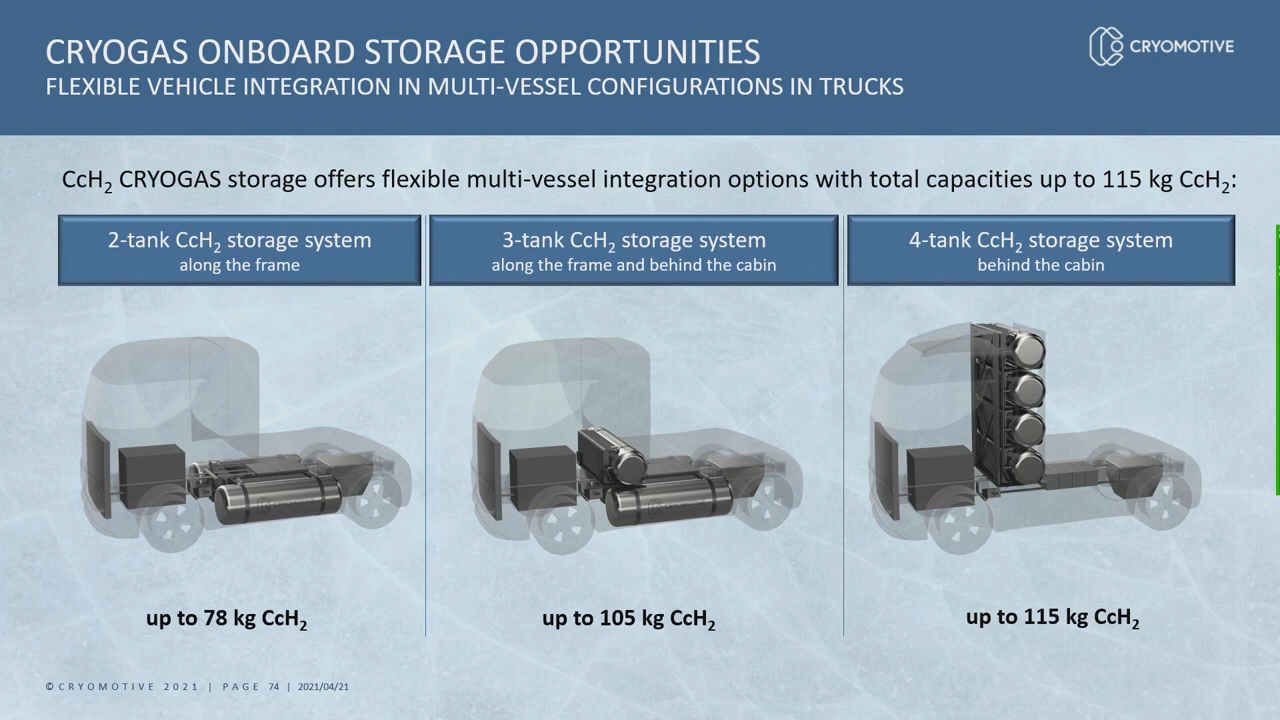 CRYOGAS ONBOARD STORAGE OPPORTUNITIES
FLEXIBLE VEHICLE INTEGRATION IN MULTI-VESSEL CONFIGURATIONS IN TRUCKS
CRYOMOTIVE
CcH₂ CRYOGAS storage offers flexible multi-vessel integration options with total capacities up to 115 kg CcH₂:
2-tank CcH₂ storage system
along the frame
3-tank CcH₂ storage system
along the frame and behind the cabin
4-tank CcH₂ storage system
behind the cabin
CRYOMOTIVE
CRYOMOTIVE
up to 78 kg CcH₂
up to 105 kg CcH₂
up to 115 kg CcH₂
© CRYOMOTIVE 2021 | PAGE 74 | 2021/04/21